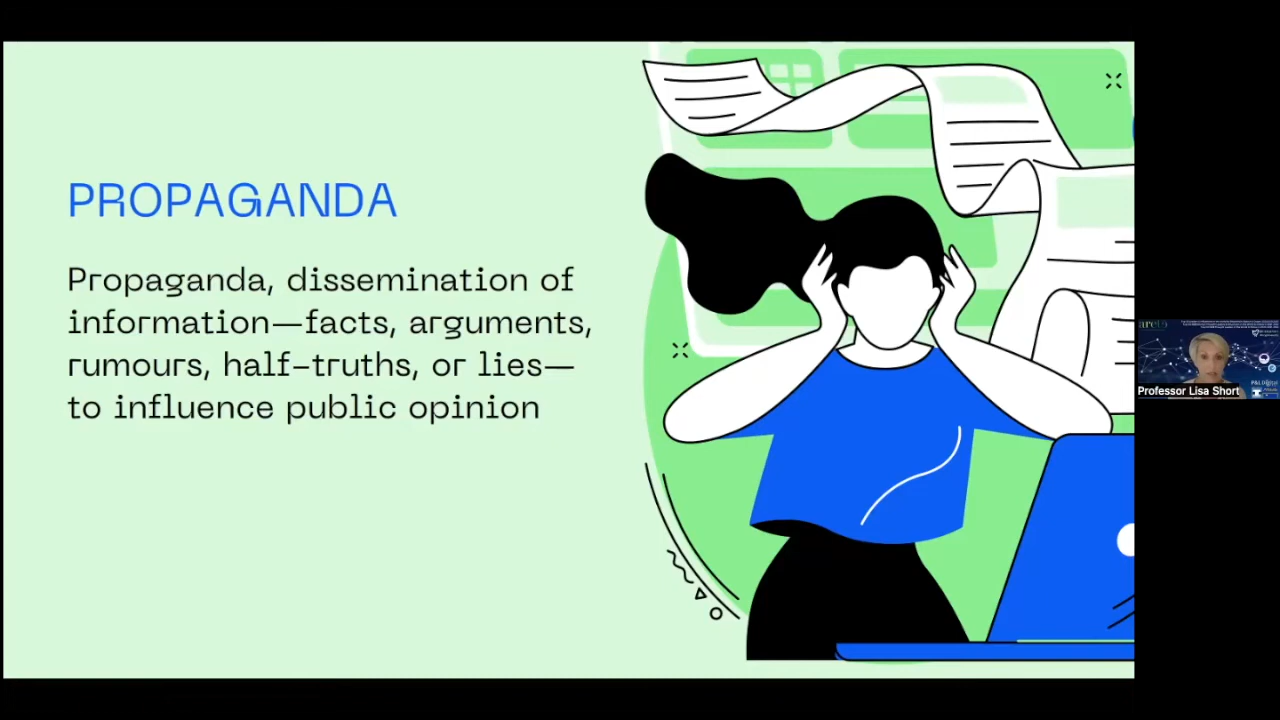 PROPAGANDA
Propaganda, dissemination of
information—facts, arguments,
rumours, half-truths, or lies—
to influence public opinion
Professor Lisa Short